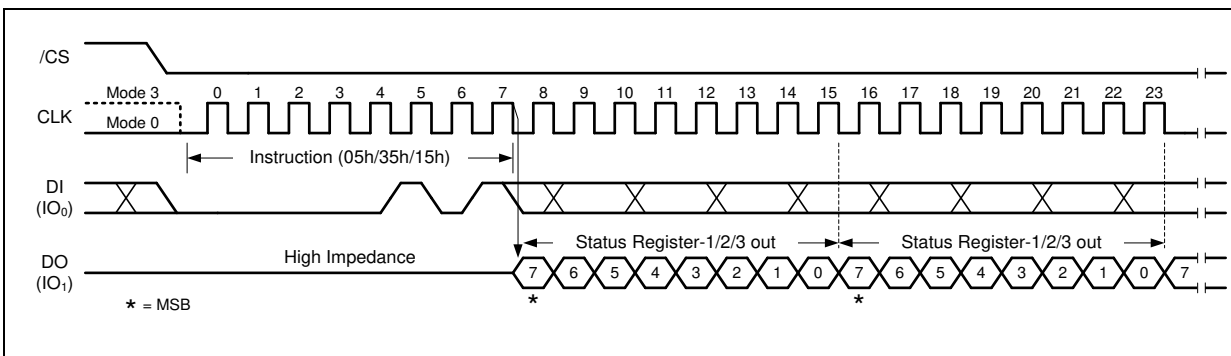 /CS
Mode 3 0 1 2 3 4 5 6 7 8 9 10 11 12 13 14 15 16 17 18 19 20 21 22 23
CLK
Mode 0
Instruction (05h/35h/15h)
DI
(IO₀)
Status Register-1/2/3 out Status Register-1/2/3 out
High Impedance
DO
(IO₁)
7 6 5 4 3 2 1 0 7 6 5 4 3 2 1 0 7
* *
* = MSB